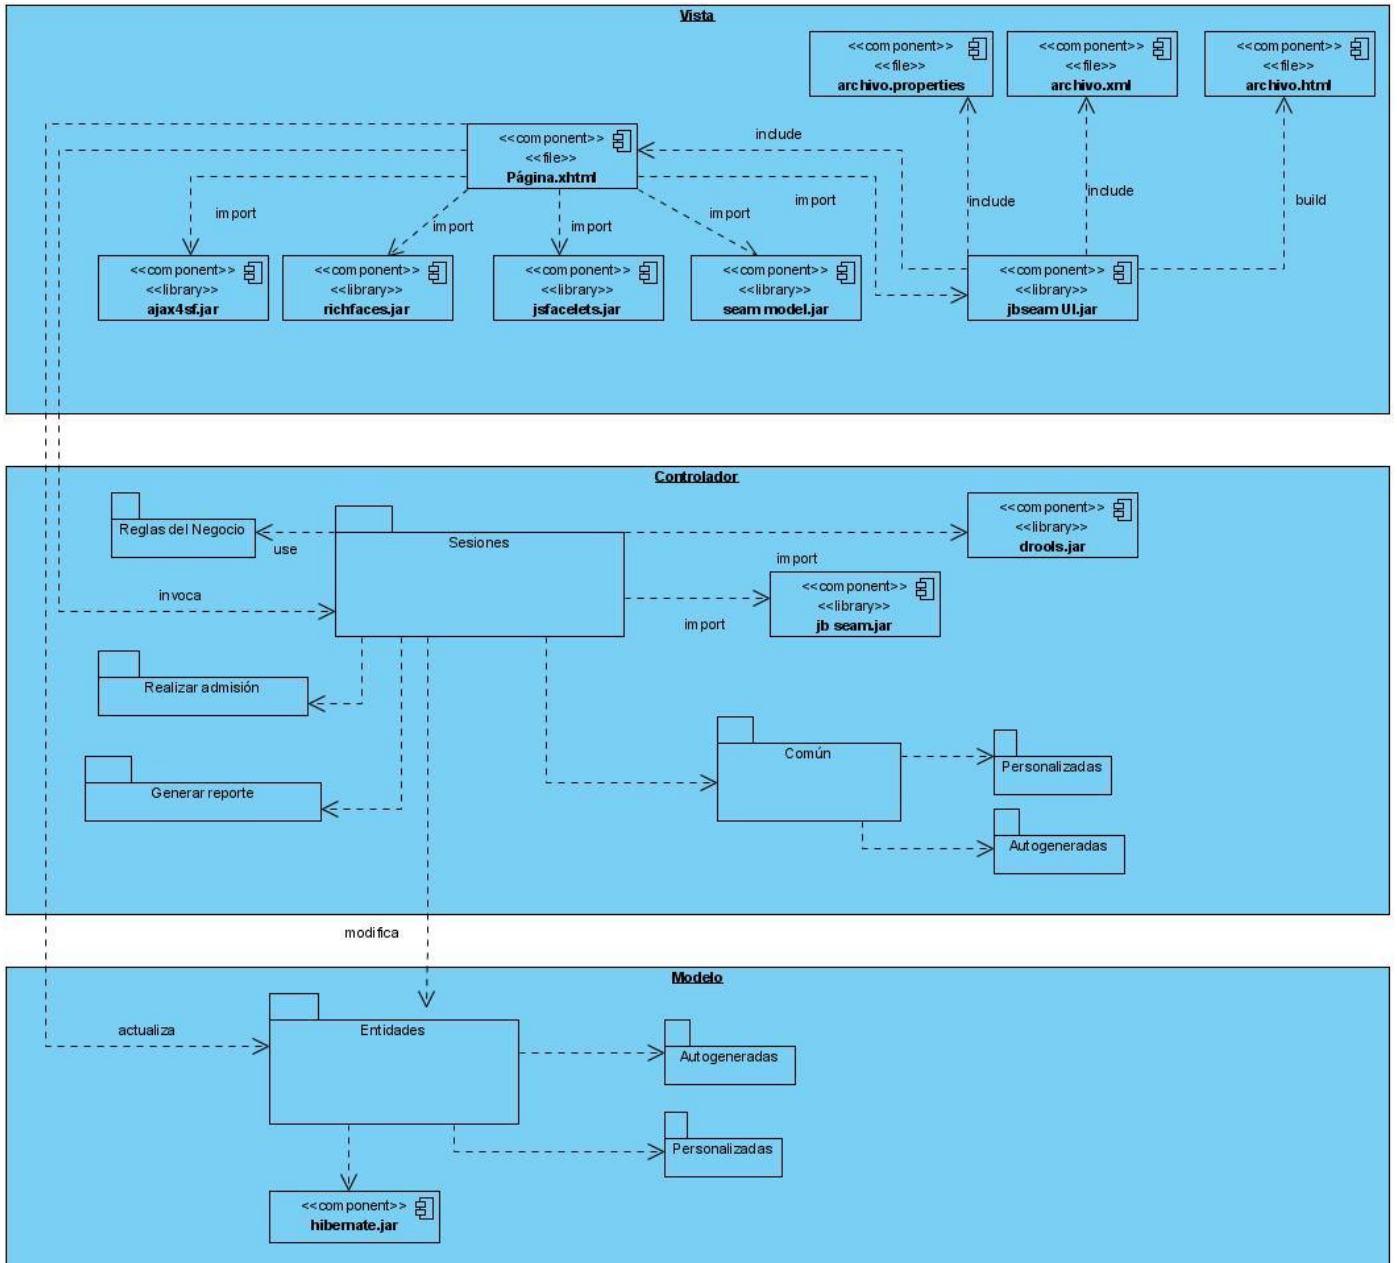 Vista
<<component>>
<<file>>
archivo.properties
<<component>>
<<file>>
archivo.xml
<<component>>
<<file>>
archivo.html
<<component>>
<<file>>
Página.xhtml
include
include
include
build
import
import
import
import
import
<<component>>
<<library>>
ajax4sf.jar
<<component>>
<<library>>
richfaces.jar
<<component>>
<<library>>
jsfacelets.jar
<<component>>
<<library>>
seam model.jar
<<component>>
<<library>>
jbseam UI.jar
Controlador
Reglas del Negocio
use
Sesiones
<<component>>
<<library>>
drools.jar
import
invoca
<<component>>
<<library>>
jb seam.jar
import
Realizar admisión
Generar reporte
Común
Personalizadas
Autogeneradas
modifica
Modelo
actualiza
Entidades
Autogeneradas
Personalizadas
<<component>>
hibernate.jar